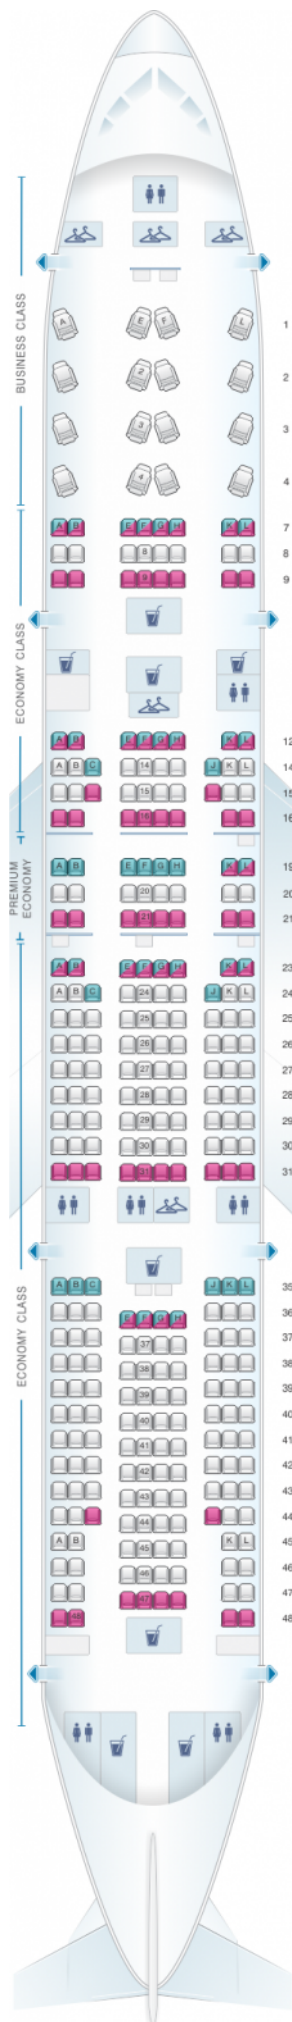 BUSINESS CLASS
A E F L 1
2 2
3 3
4 4
ECONOMY CLASS
A B E F G H K L 7
8 8
9 9
A B E F G H K L 12
A B C 14 J K L 14
15 15
16 16
PREMIUM
ECONOMY
A B E F G H K L 19
20 20
21 21
ECONOMY CLASS
A B E F G H K L 23
A B C 24 J K L 24
25 25
26 26
27 27
28 28
29 29
30 30
31 31
A B C J K L 35
36
E F G H
37 37
38 38
39 39
40 40
41 41
42 42
43 43
44 44
A B 45 K L 45
46 46
47 47
48 48